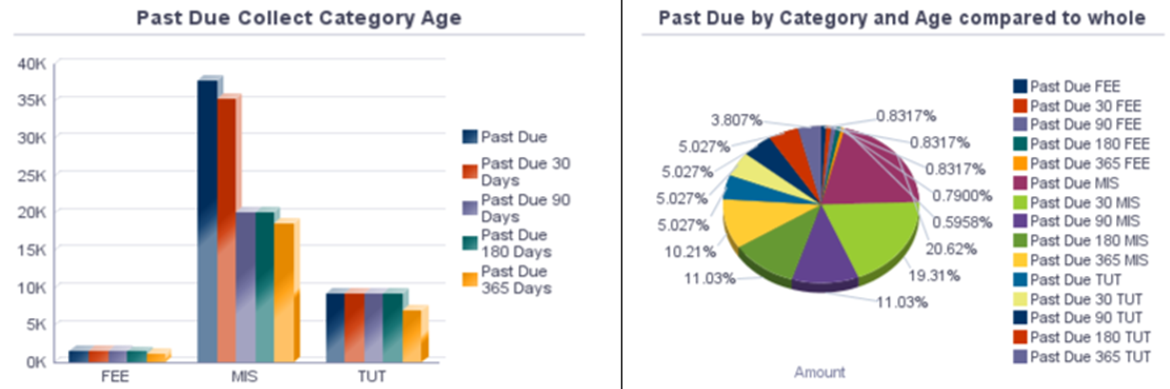 Past Due Collect Category Age
40K
35K
30K
25K
20K
15K
10K
5K
0K
FEE
MIS
TUT
Past Due
Past Due 30
Days
Past Due 90
Days
Past Due
180 Days
Past Due
365 Days
Past Due by Category and Age compared to whole
3.807%
5.027%
5.027%
5.027%
5.027%
10.21%
11.03%
0.8317%
0.8317%
0.8317%
0.7900%
0.5958%
20.62%
19.31%
11.03%
Amount
Past Due FEE
Past Due 30 FEE
Past Due 90 FEE
Past Due 180 FEE
Past Due 365 FEE
Past Due MIS
Past Due 30 MIS
Past Due 90 MIS
Past Due 180 MIS
Past Due 365 MIS
Past Due TUT
Past Due 30 TUT
Past Due 90 TUT
Past Due 180 TUT
Past Due 365 TUT